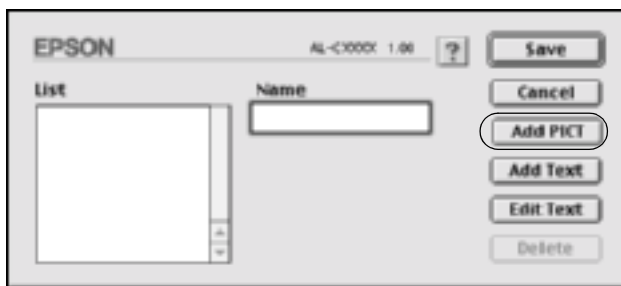 EPSON
AL-CXXXX 1.00
?
Save
List
Name
Cancel
Add PICT
Add Text
Edit Text
Delete